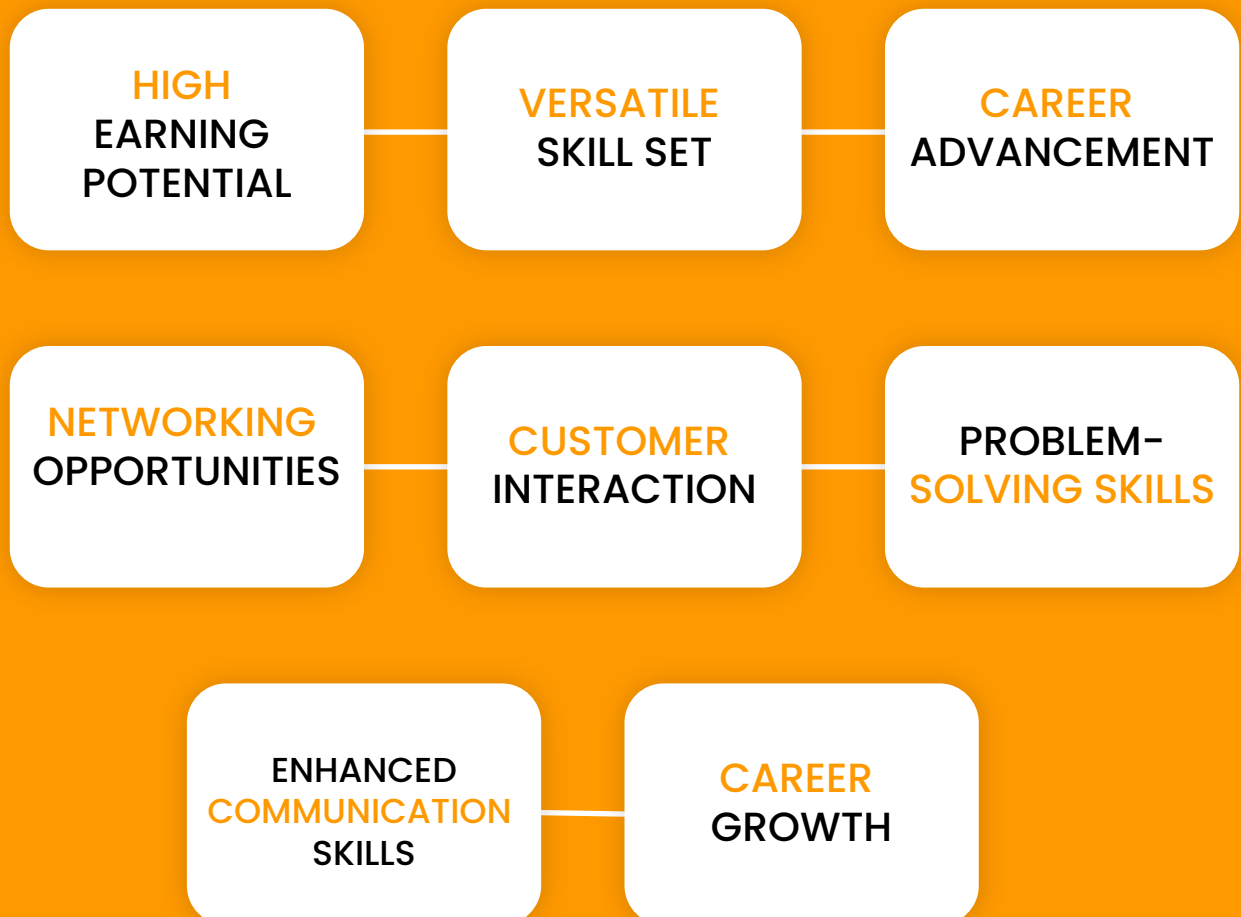 HIGH
EARNING
POTENTIAL
VERSATILE
SKILL SET
CAREER
ADVANCEMENT
NETWORKING
OPPORTUNITIES
CUSTOMER
INTERACTION
PROBLEM-
SOLVING SKILLS
ENHANCED
COMMUNICATION
SKILLS
CAREER
GROWTH